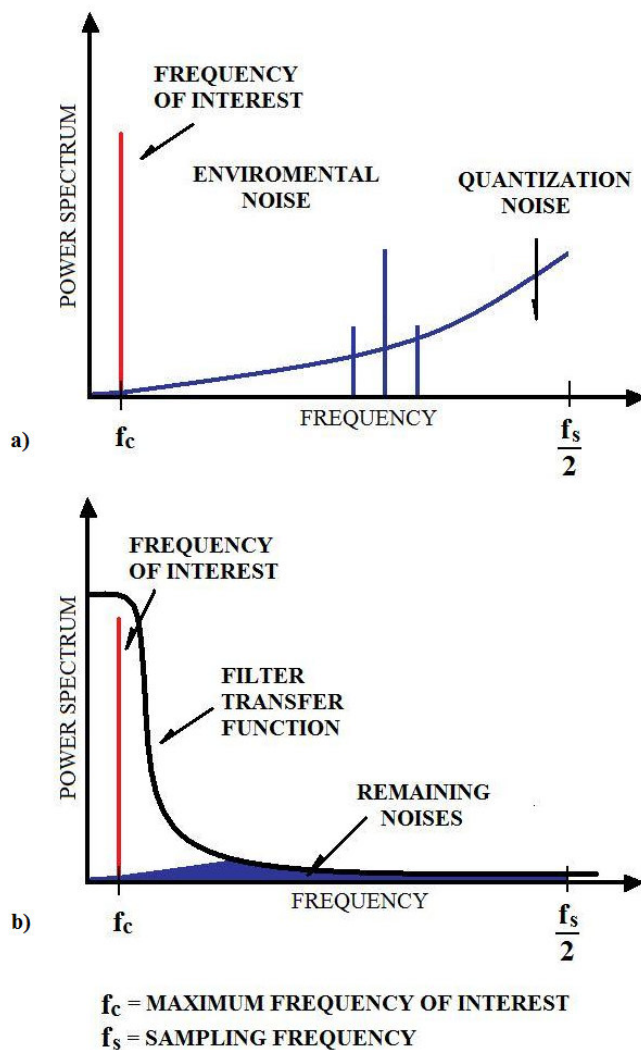 FREQUENCY
OF INTEREST
ENVIROMENTAL
NOISE
QUANTIZATION
NOISE
POWER SPECTRUM
FREQUENCY
fc
fs
2
a)
FREQUENCY
OF INTEREST
FILTER
TRANSFER
FUNCTION
REMAINING
NOISES
POWER SPECTRUM
FREQUENCY
fc
fs
2
b)
fc = MAXIMUM FREQUENCY OF INTEREST
fs = SAMPLING FREQUENCY